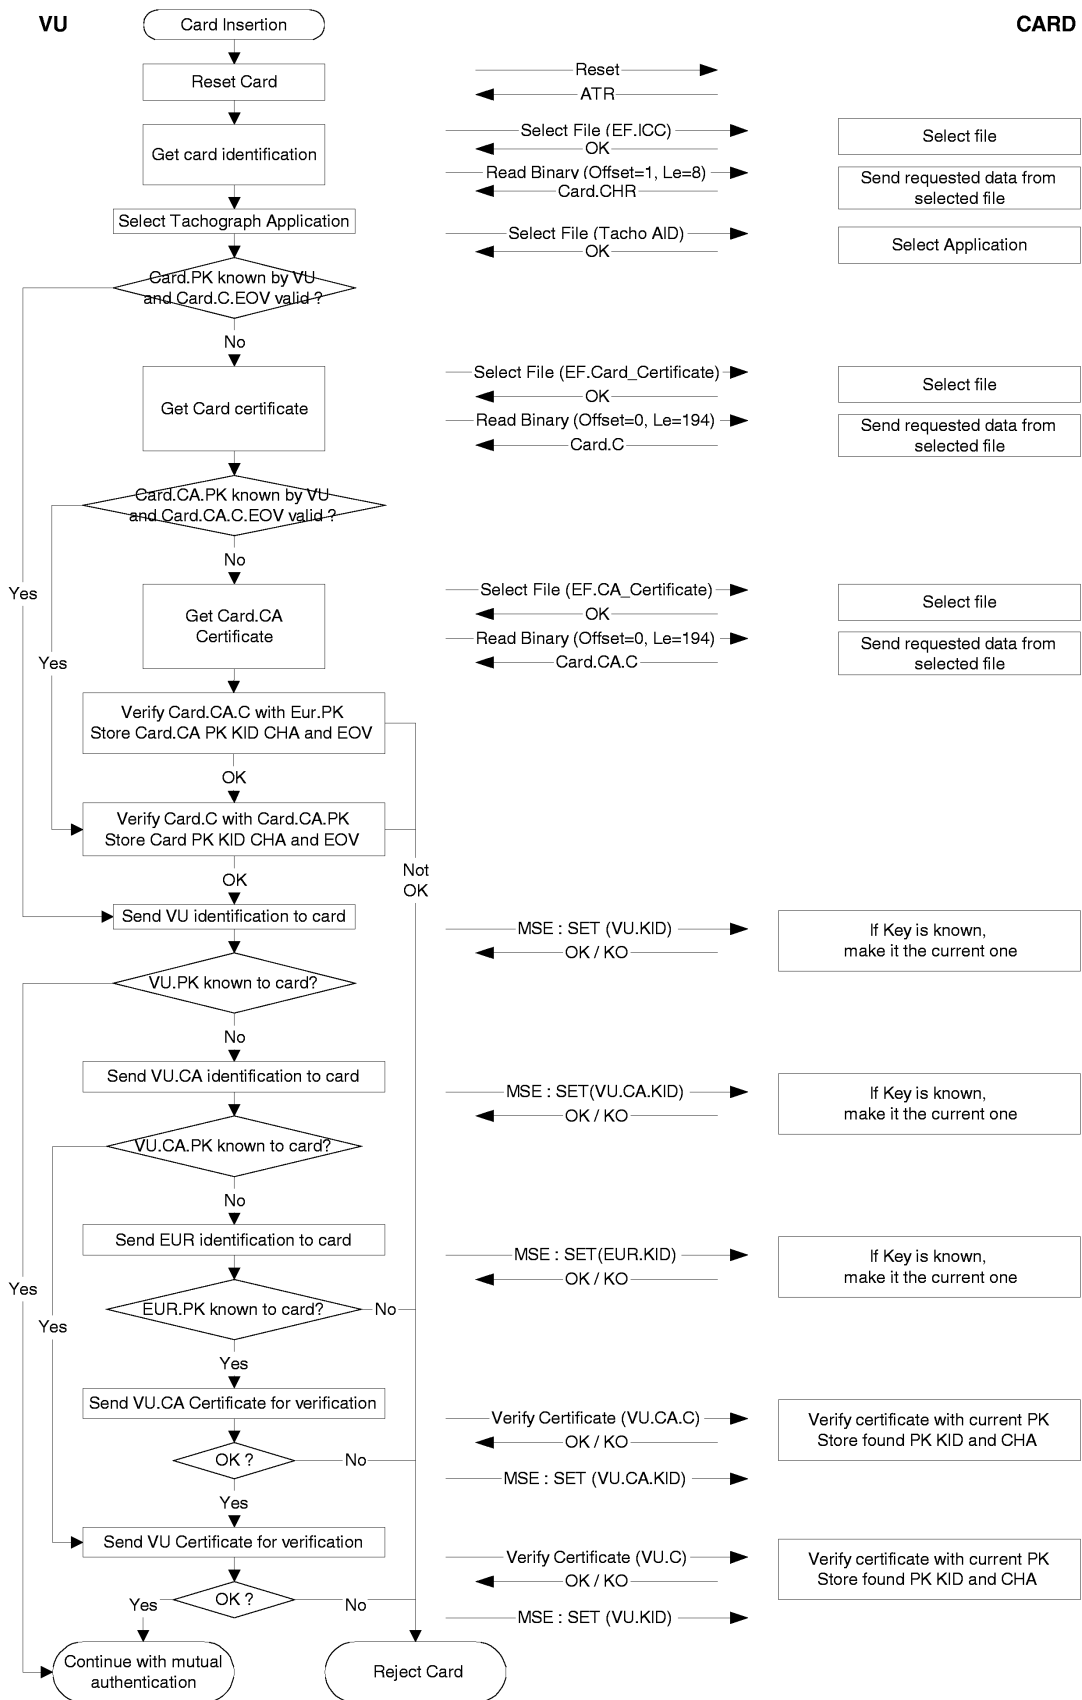 VU
Card Insertion
CARD
Reset Card
Reset
ATR
Get card identification
Select File (EF.ICC)
OK
Select file
Read Binary (Offset=1, Le=8)
Card.CHR
Send requested data from
selected file
Select Tachograph Application
Select File (Tacho AID)
OK
Select Application
Card.PK known by VU
and Card.C.EOV valid ?
No
Get Card certificate
Select File (EF.Card_Certificate)
OK
Select file
Read Binary (Offset=0, Le=194)
Card.C
Send requested data from
selected file
Card.CA.PK known by VU
and Card.CA.C.EOV valid ?
No
Yes
Get Card.CA
Certificate
Select File (EF.CA_Certificate)
OK
Select file
Yes
Read Binary (Offset=0, Le=194)
Card.CA.C
Send requested data from
selected file
Verify Card.CA.C with Eur.PK
Store Card.CA PK KID CHA and EOV
OK
Verify Card.C with Card.CA.PK
Store Card PK KID CHA and EOV
OK
Not
OK
Send VU identification to card
MSE : SET (VU.KID)
OK / KO
If Key is known,
make it the current one
VU.PK known to card?
No
Send VU.CA identification to card
MSE : SET(VU.CA.KID)
OK / KO
If Key is known,
make it the current one
VU.CA.PK known to card?
No
Send EUR identification to card
MSE : SET(EUR.KID)
OK / KO
If Key is known,
make it the current one
Yes
EUR.PK known to card?
No
Yes
Yes
Send VU.CA Certificate for verification
Verify Certificate (VU.CA.C)
OK / KO
Verify certificate with current PK
Store found PK KID and CHA
OK ?
No
MSE : SET (VU.CA.KID)
Yes
Send VU Certificate for verification
Verify Certificate (VU.C)
OK / KO
Verify certificate with current PK
Store found PK KID and CHA
OK ?
Yes
No
MSE : SET (VU.KID)
Continue with mutual
authentication
Reject Card